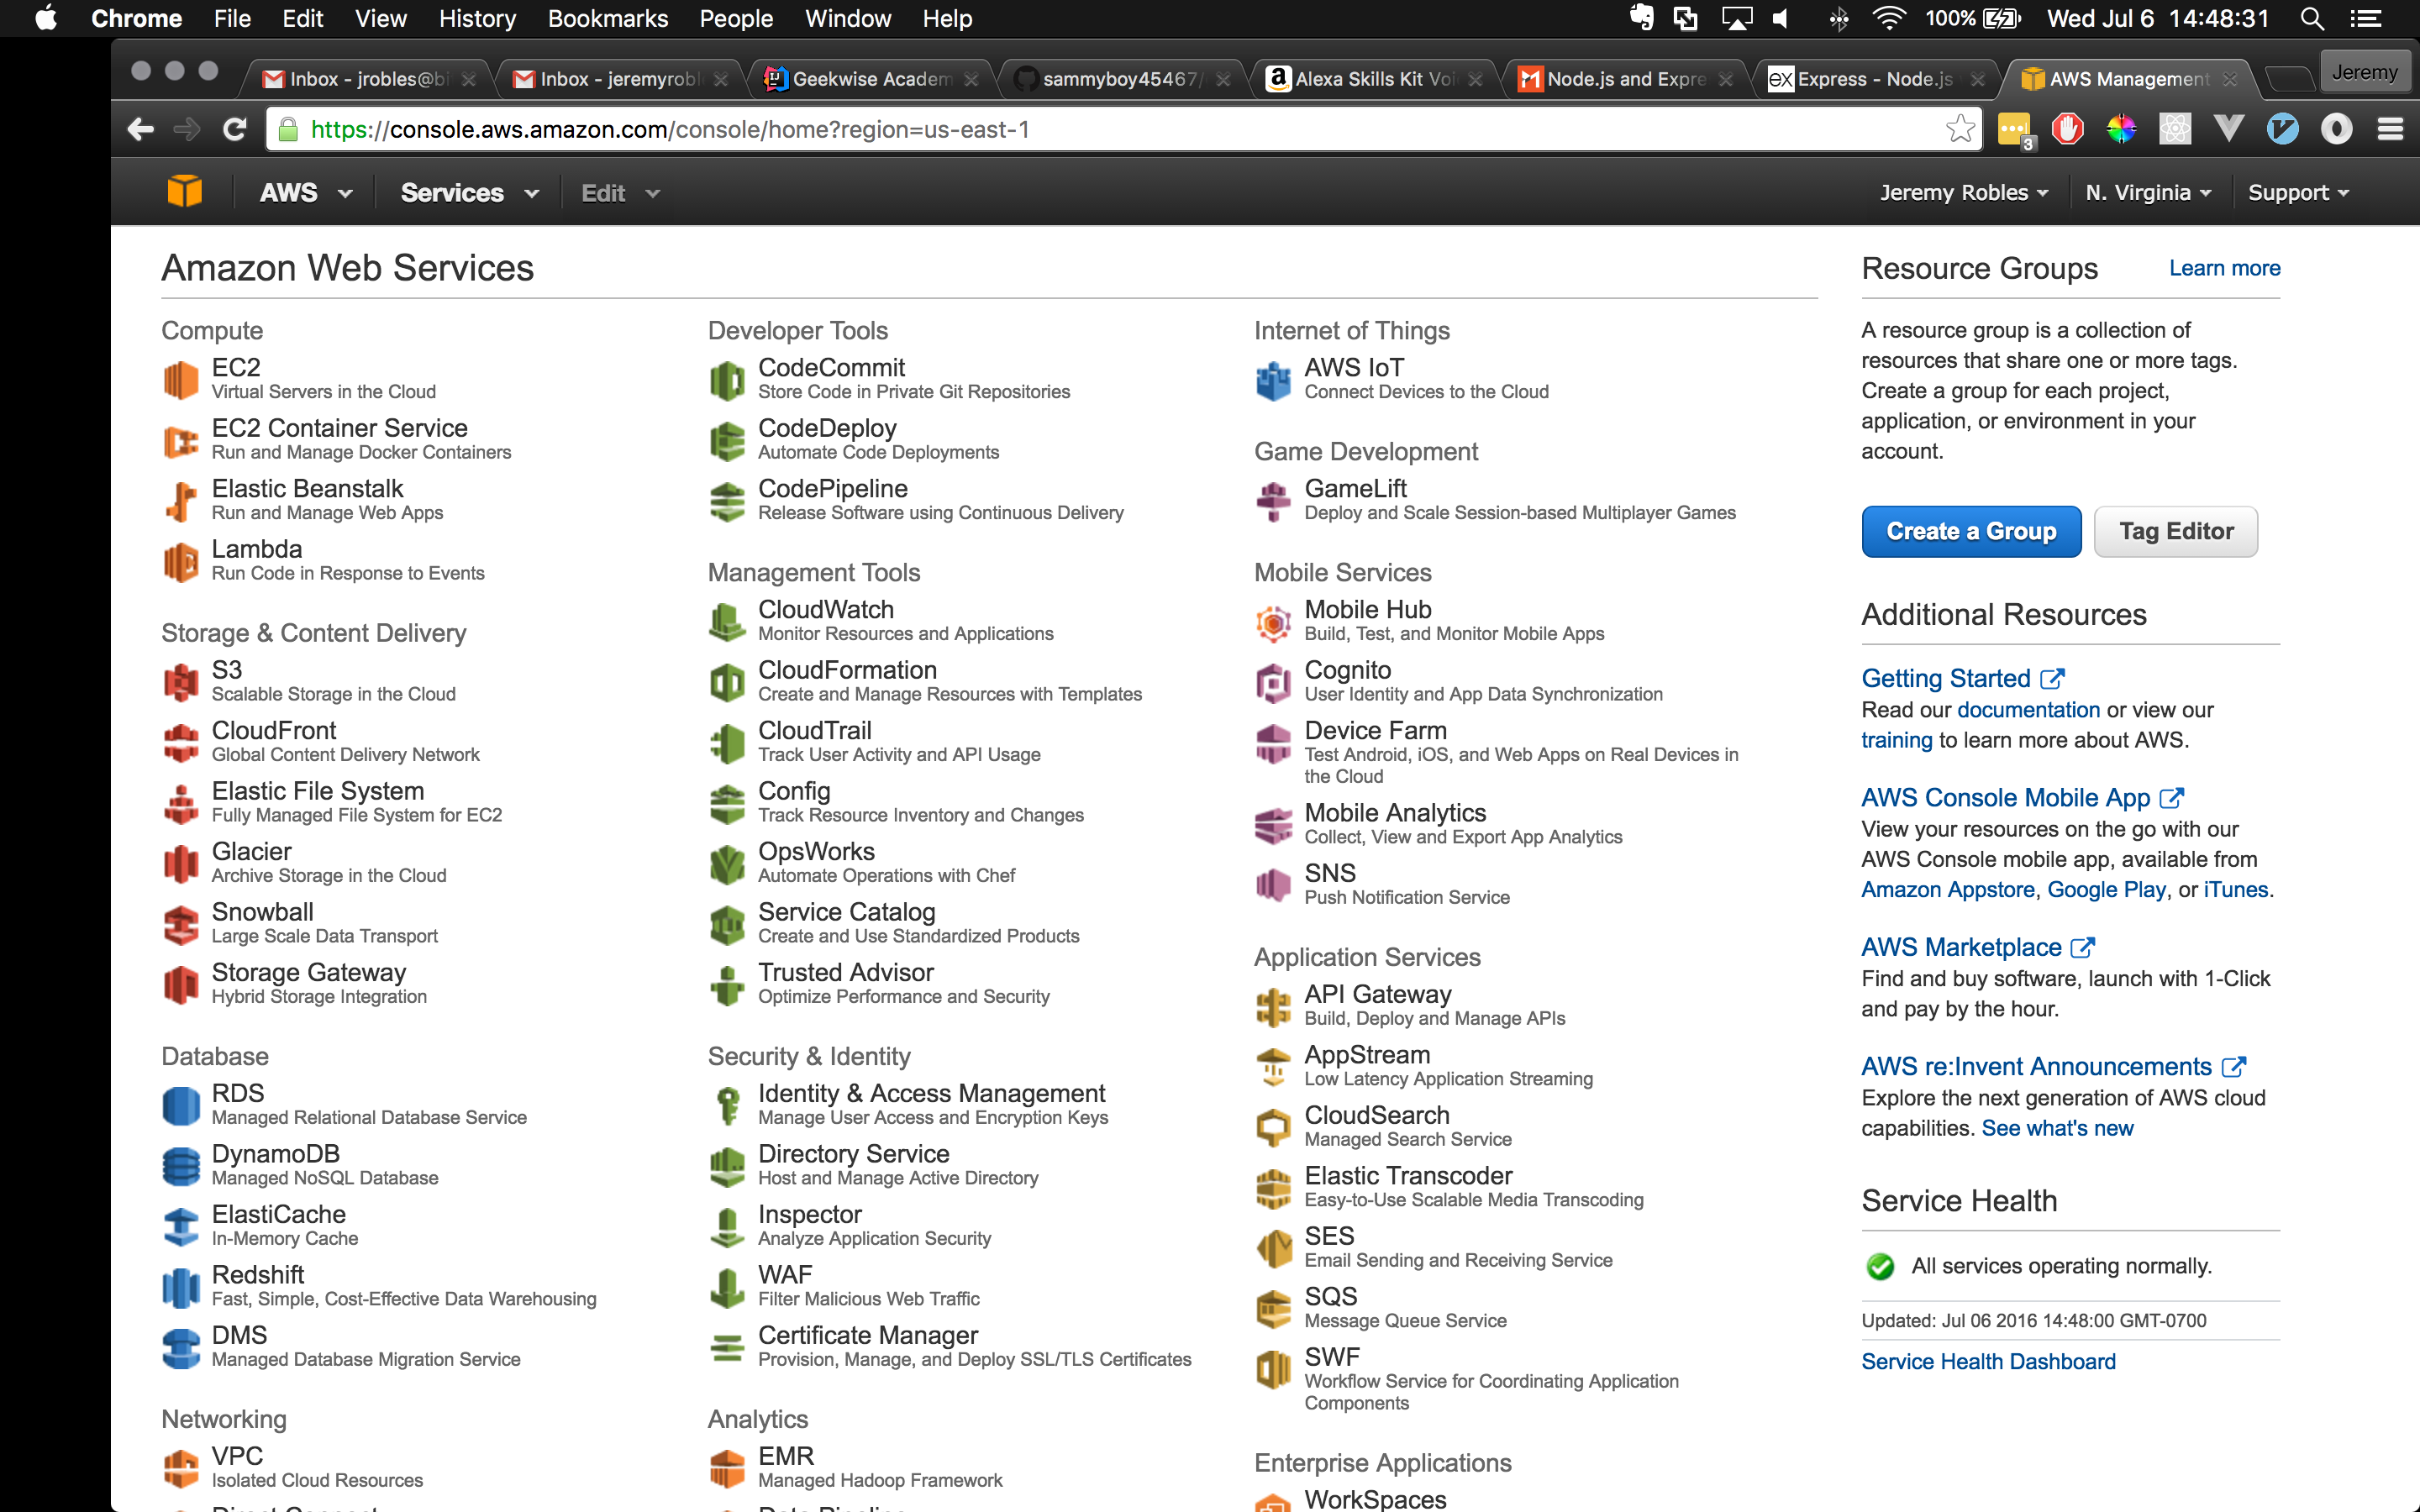 Chrome File Edit View History Bookmarks People Window Help 100% Wed Jul 6 14:48:31
Inbox - jrobles@bi Inbox - jeremyrobl Geekwise Academ sammyboy45467/ Alexa Skills Kit Voi Node.js and Expre Express - Node.js AWS Management Jeremy
https://console.aws.amazon.com/console/home?region=us-east-1 3
AWS Services Edit Jeremy Robles N. Virginia Support
Amazon Web Services
Compute
EC2
Virtual Servers in the Cloud
EC2 Container Service
Run and Manage Docker Containers
Elastic Beanstalk
Run and Manage Web Apps
Lambda
Run Code in Response to Events
Storage & Content Delivery
S3
Scalable Storage in the Cloud
CloudFront
Global Content Delivery Network
Elastic File System
Fully Managed File System for EC2
Glacier
Archive Storage in the Cloud
Snowball
Large Scale Data Transport
Storage Gateway
Hybrid Storage Integration
Database
RDS
Managed Relational Database Service
DynamoDB
Managed NoSQL Database
ElastiCache
In-Memory Cache
Redshift
Fast, Simple, Cost-Effective Data Warehousing
DMS
Managed Database Migration Service
Networking
VPC
Isolated Cloud Resources
Developer Tools
CodeCommit
Store Code in Private Git Repositories
CodeDeploy
Automate Code Deployments
CodePipeline
Release Software using Continuous Delivery
Management Tools
CloudWatch
Monitor Resources and Applications
CloudFormation
Create and Manage Resources with Templates
CloudTrail
Track User Activity and API Usage
Config
Track Resource Inventory and Changes
OpsWorks
Automate Operations with Chef
Service Catalog
Create and Use Standardized Products
Trusted Advisor
Optimize Performance and Security
Security & Identity
Identity & Access Management
Manage User Access and Encryption Keys
Directory Service
Host and Manage Active Directory
Inspector
Analyze Application Security
WAF
Filter Malicious Web Traffic
Certificate Manager
Provision, Manage, and Deploy SSL/TLS Certificates
Analytics
EMR
Managed Hadoop Framework
Internet of Things
AWS IoT
Connect Devices to the Cloud
Game Development
GameLift
Deploy and Scale Session-based Multiplayer Games
Mobile Services
Mobile Hub
Build, Test, and Monitor Mobile Apps
Cognito
User Identity and App Data Synchronization
Device Farm
Test Android, iOS, and Web Apps on Real Devices in
the Cloud
Mobile Analytics
Collect, View and Export App Analytics
SNS
Push Notification Service
Application Services
API Gateway
Build, Deploy and Manage APIs
AppStream
Low Latency Application Streaming
CloudSearch
Managed Search Service
Elastic Transcoder
Easy-to-Use Scalable Media Transcoding
SES
Email Sending and Receiving Service
SQS
Message Queue Service
SWF
Workflow Service for Coordinating Application
Components
Enterprise Applications
WorkSpaces
Resource Groups Learn more
A resource group is a collection of
resources that share one or more tags.
Create a group for each project,
application, or environment in your
account.
Create a Group Tag Editor
Additional Resources
Getting Started
Read our documentation or view our
training to learn more about AWS.
AWS Console Mobile App
View your resources on the go with our
AWS Console mobile app, available from
Amazon Appstore, Google Play, or iTunes.
AWS Marketplace
Find and buy software, launch with 1-Click
and pay by the hour.
AWS re:Invent Announcements
Explore the next generation of AWS cloud
capabilities. See what's new
Service Health
All services operating normally.
Updated: Jul 06 2016 14:48:00 GMT-0700
Service Health Dashboard